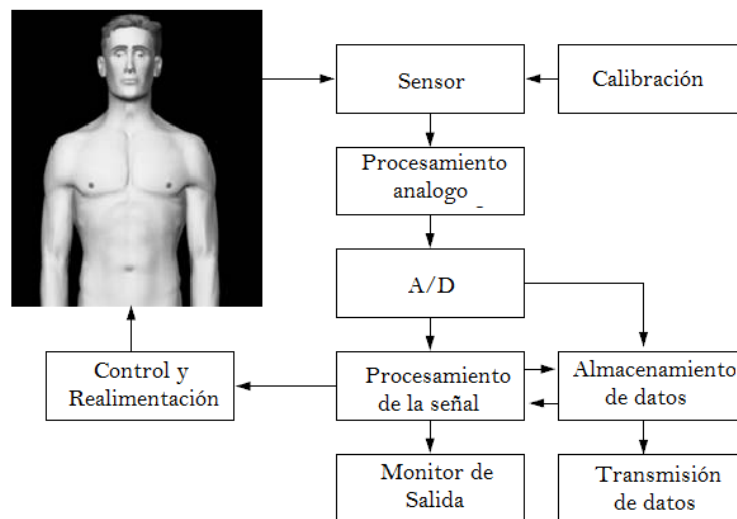 Sensor
Calibración
Procesamiento
analogo
A/D
Control y
Realimentación
Procesamiento
de la señal
Almacenamiento
de datos
Monitor de
Salida
Transmisión
de datos